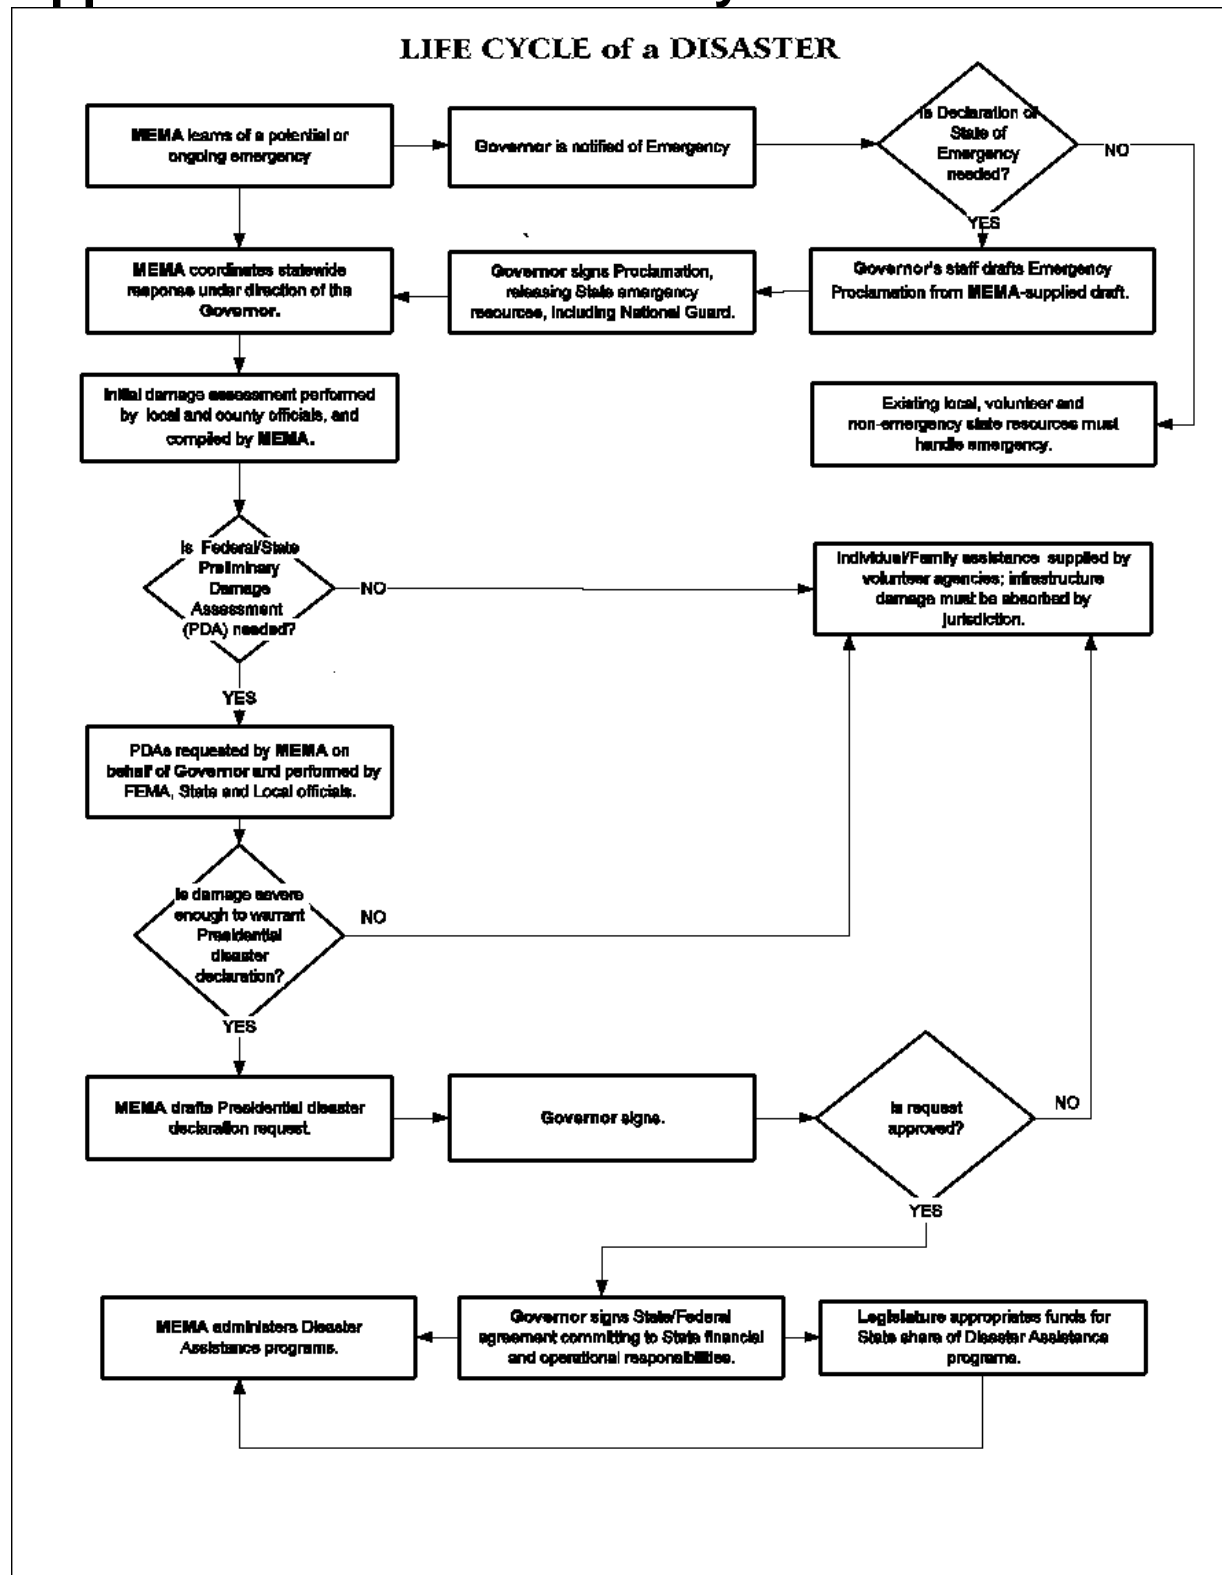 LIFE CYCLE of a DISASTER
MEMA learns of a potential or
ongoing emergency
Governor is notified of Emergency
Is Declaration of
State of
Emergency
needed?
NO
YES
MEMA coordinates statewide
response under direction of the
Governor.
Governor signs Proclamation,
releasing State emergency
resources, including National Guard.
Governor's staff drafts Emergency
Proclamation from MEMA-supplied draft.
Initial damage assessment performed
by local and county officials, and
compiled by MEMA.
Existing local, volunteer and
non-emergency state resources must
handle emergency.
Is Federal/State
Preliminary
Damage
Assessment
(PDA) needed?
NO
Individual/Family assistance supplied by
volunteer agencies; infrastructure
damage must be absorbed by
jurisdiction.
YES
PDAs requested by MEMA on
behalf of Governor and performed by
FEMA, State and Local officials.
Is damage severe
enough to warrant
Presidential
disaster
declaration?
NO
YES
MEMA drafts Presidential disaster
declaration request.
Governor signs.
Is request
approved?
NO
YES
MEMA administers Disaster
Assistance programs.
Governor signs State/Federal
agreement committing to State financial
and operational responsibilities.
Legislature appropriates funds for
State share of Disaster Assistance
programs.